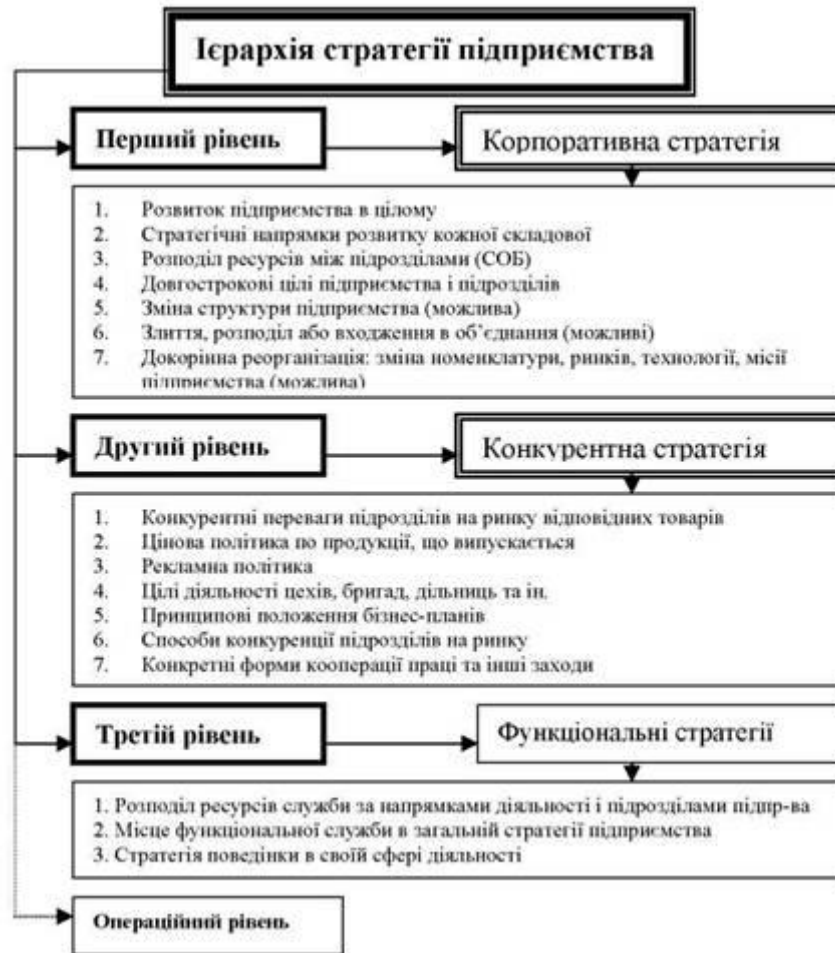 Ієрархія стратегії підприємства
Перший рівень
Корпоративна стратегія
1. Розвиток підприємства в цілому
2. Стратегічні напрямки розвитку кожної складової
3. Розподіл ресурсів між підрозділами (СОБ)
4. Довгострокові цілі підприємства і підрозділів
5. Зміна структури підприємства (можлива)
6. Злиття, розподіл або входження в об’єднання (можливі)
7. Докорінна реорганізація: зміна номенклатури, ринків, технології, місії
підприємства (можлива)
Другий рівень
Конкурентна стратегія
1. Конкурентні переваги підрозділів на ринку відповідних товарів
2. Цінова політика по продукції, що випускається
3. Рекламна політика
4. Цілі діяльності цехів, бригад, дільниць та ін.
5. Принципові положення бізнес-планів
6. Способи конкуренції підрозділів на ринку
7. Конкретні форми кооперації праці та інші заходи
Третій рівень
Функціональні стратегії
1. Розподіл ресурсів служби за напрямками діяльності і підрозділами підпр-ва
2. Місце функціональної служби в загальній стратегії підприємства
3. Стратегія поведінки в своїй сфері діяльності
Операційний рівень